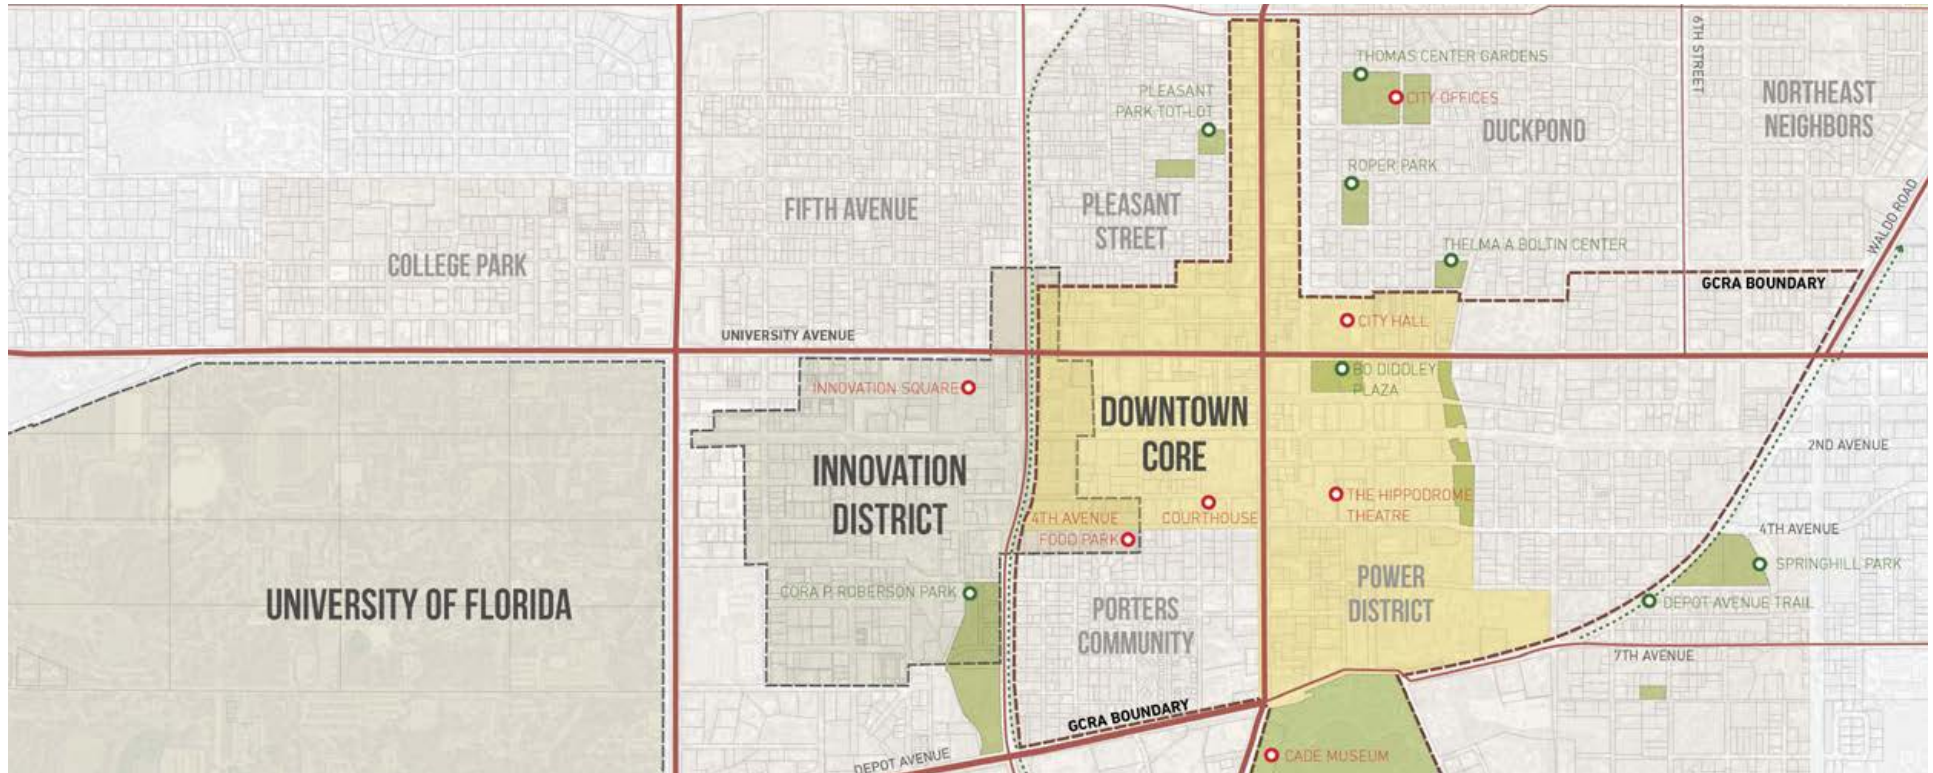 THOMAS CENTER GARDENS
6TH STREET
PLEASANT
PARK TOT-LOT
CITY OFFICES
NORTHEAST
NEIGHBORS
DUCKPOND
ROPER PARK
FIFTH AVENUE
PLEASANT
STREET
WALDO ROAD
COLLEGE PARK
THELMA A BOLTIN CENTER
GCRA BOUNDARY
UNIVERSITY AVENUE
CITY HALL
INNOVATION SQUARE
BO DIDDLEY
PLAZA
DOWNTOWN
CORE
2ND AVENUE
INNOVATION
DISTRICT
THE HIPPODROME
THEATRE
4TH AVENUE
FOOD PARK
COURTHOUSE
4TH AVENUE
SPRINGHILL PARK
UNIVERSITY OF FLORIDA
CORA P. ROBERSON PARK
POWER
DISTRICT
DEPOT AVENUE TRAIL
PORTERS
COMMUNITY
7TH AVENUE
GCRA BOUNDARY
DEPOT AVENUE
CADE MUSEUM